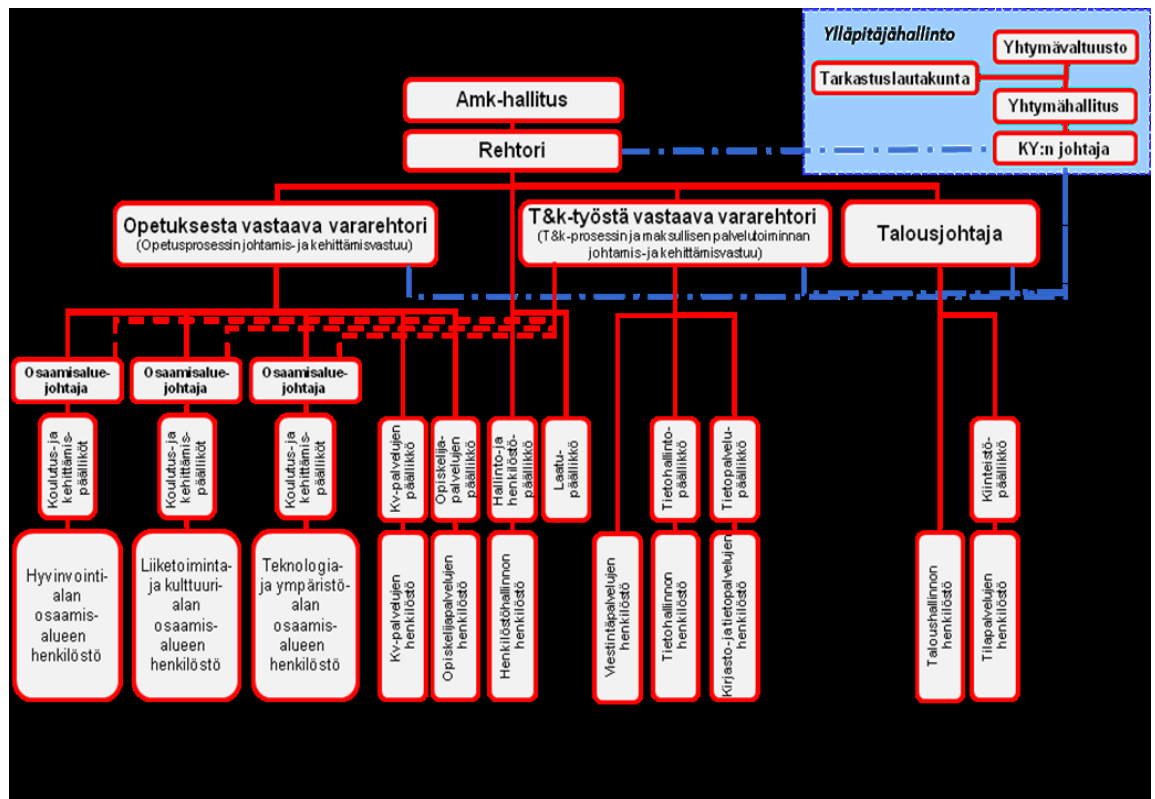 Ylläpitäjähallinto
Yhtymävaltuusto
Tarkastuslautakunta
Yhtymähallitus
KY:n johtaja
Amk-hallitus
Rehtori
Opetuksesta vastaava vararehtori
(Opetusprosessin johtamis- ja kehittämisvastuu)
T&k-työstä vastaava vararehtori
(T&k-prosessin ja maksullisen palvelutoiminnan
johtamis- ja kehittämisvastuu)
Talousjohtaja
Osaamisalue-
johtaja
Osaamisalue-
johtaja
Osaamisalue-
johtaja
Koulutus- ja
kehittämis-
päälliköt
Koulutus- ja
kehittämis-
päälliköt
Koulutus- ja
kehittämis-
päälliköt
Kv-palvelujen
päällikkö
Opiskelija-
palvelujen
päällikkö
Hallinto- ja
henkilöstö-
päällikkö
Laatu-
päällikkö
Tietohallinto-
päällikkö
Tietopalvelu-
päällikkö
Kiinteistö-
päällikkö
Hyvinvointi-
alan
osaamis-
alueen
henkilöstö
Liiketoiminta-
ja kulttuuri-
alan
osaamis-
alueen
henkilöstö
Teknologia-
ja ympäristö-
alan
osaamis-
alueen
henkilöstö
Kv-palvelujen
henkilöstö
Opiskelijapalvelujen
henkilöstö
Henkilöstöhallinnon
henkilöstö
Viestintäpalvelujen
henkilöstö
Tietohallinnon
henkilöstö
Kirjasto- ja tietopalvelujen
henkilöstö
Taloushallinnon
henkilöstö
Tilapalvelujen
henkilöstö